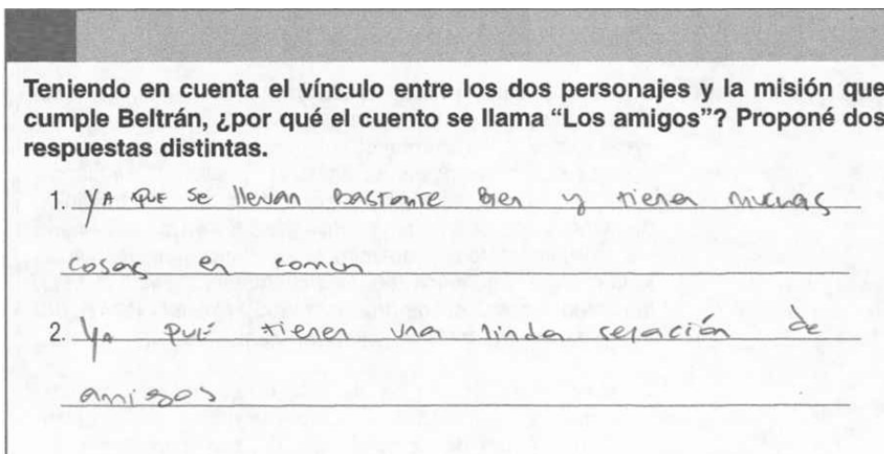 Teniendo en cuenta el vínculo entre los dos personajes y la misión que
cumple Beltrán, ¿por qué el cuento se llama “Los amigos”? Proponé dos
respuestas distintas.
1. YA QUE se llevan bastante bien y tienen muchas
cosas en comun
2. YA que tienen una linda relación de
amigos